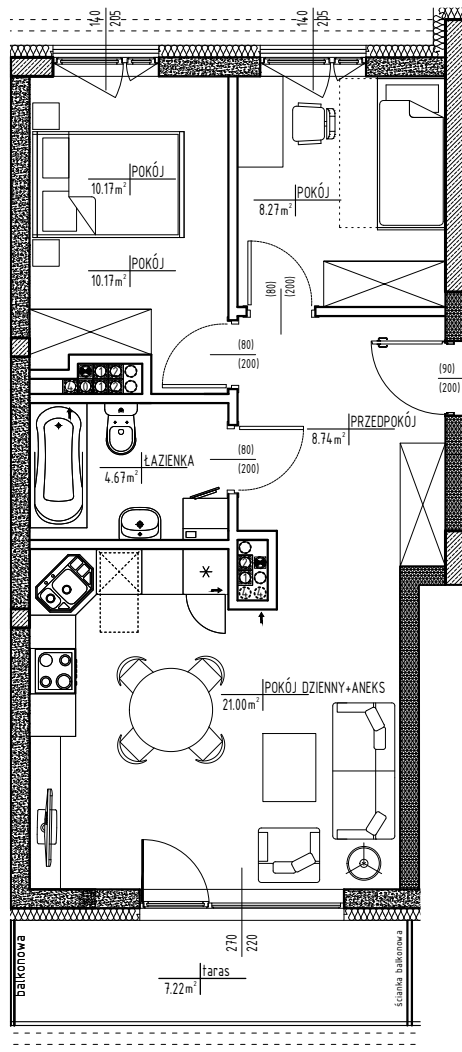 140
205
140
205
POKÓJ
10.17m²
POKÓJ
8.27m²
POKÓJ
10.17m²
(80)
(200)
(80)
(200)
(90)
(200)
PRZEDPOKÓJ
8.74m²
(80)
(200)
ŁAZIENKA
4.67m²
POKÓJ DZIENNY+ANEKS
21.00m²
270
220
balkonowa
taras
7.22m²
ścianka balkonowa